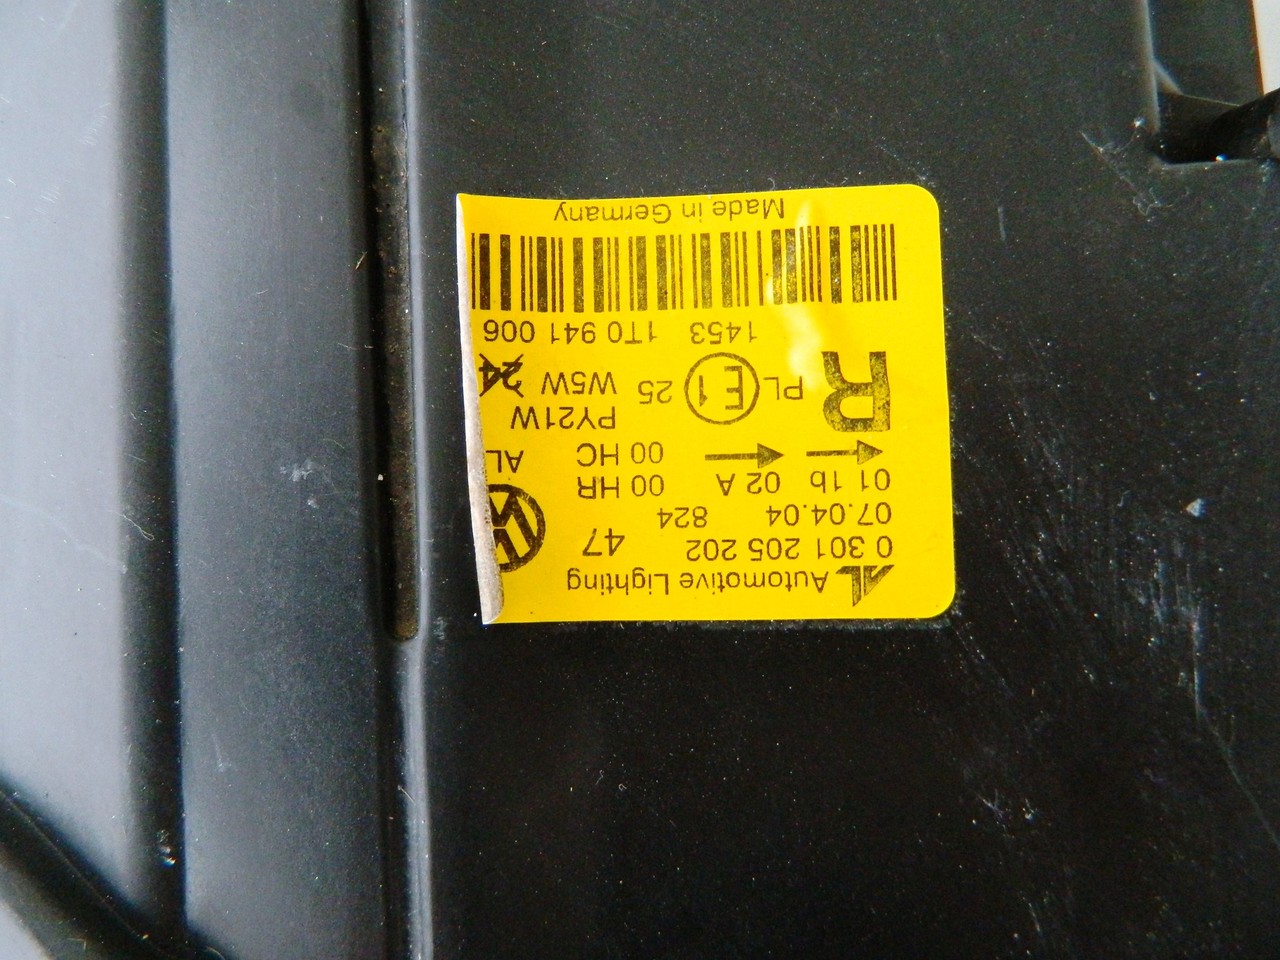 AL Automotive Lighting
0 301 205 202 47
07.04.04 824
01 1b 02 A 00 HR
00 HC AL
PY21W
R PL E1 25 W5W 24
1453 1T0 941 006
Made in Germany